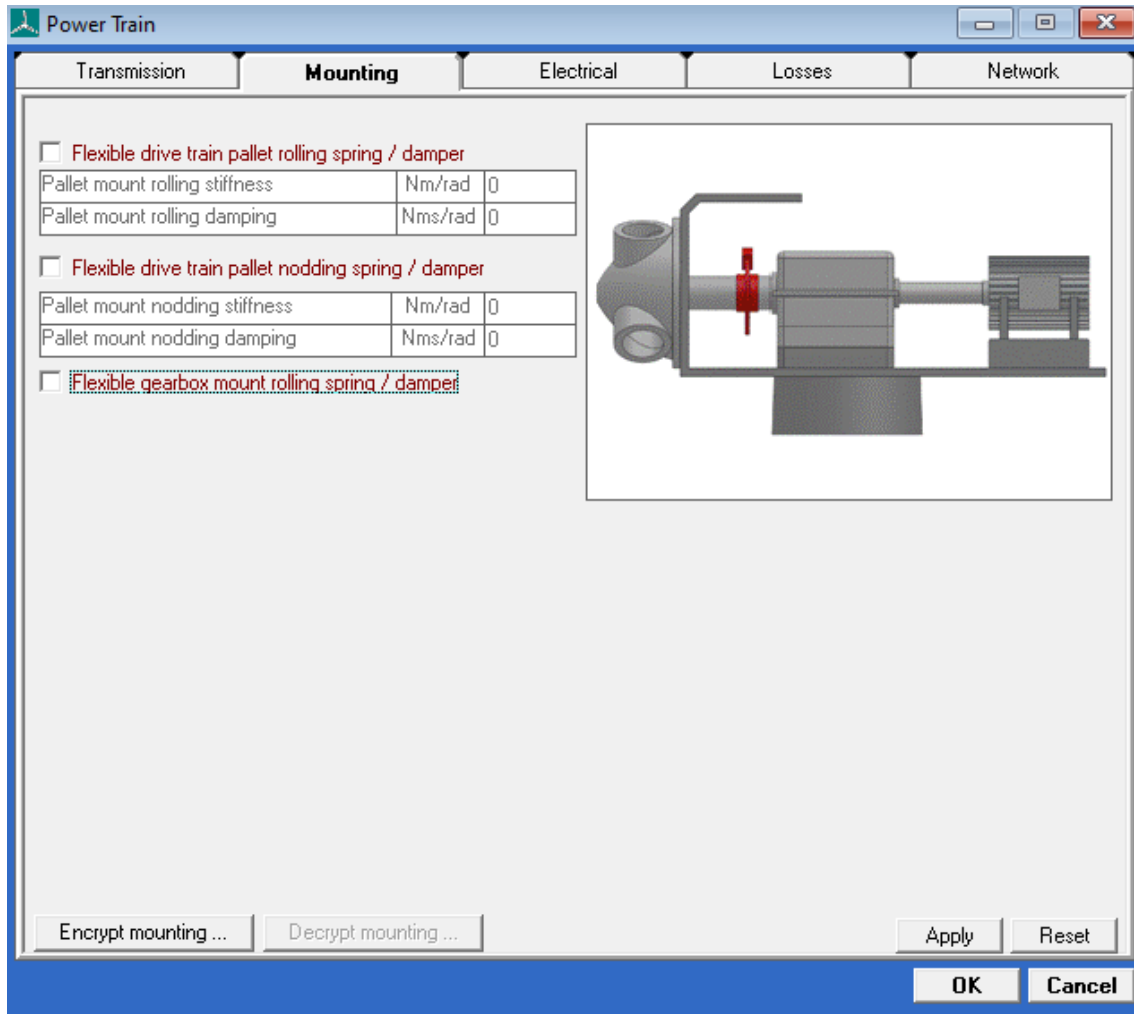 Power Train
Transmission Mounting Electrical Losses Network
Flexible drive train pallet rolling spring / damper
Pallet mount rolling stiffness Nm/rad 0
Pallet mount rolling damping Nms/rad 0
Flexible drive train pallet nodding spring / damper
Pallet mount nodding stiffness Nm/rad 0
Pallet mount nodding damping Nms/rad 0
Flexible gearbox mount rolling spring / damper
Encrypt mounting ... Decrypt mounting ... Apply Reset
OK Cancel